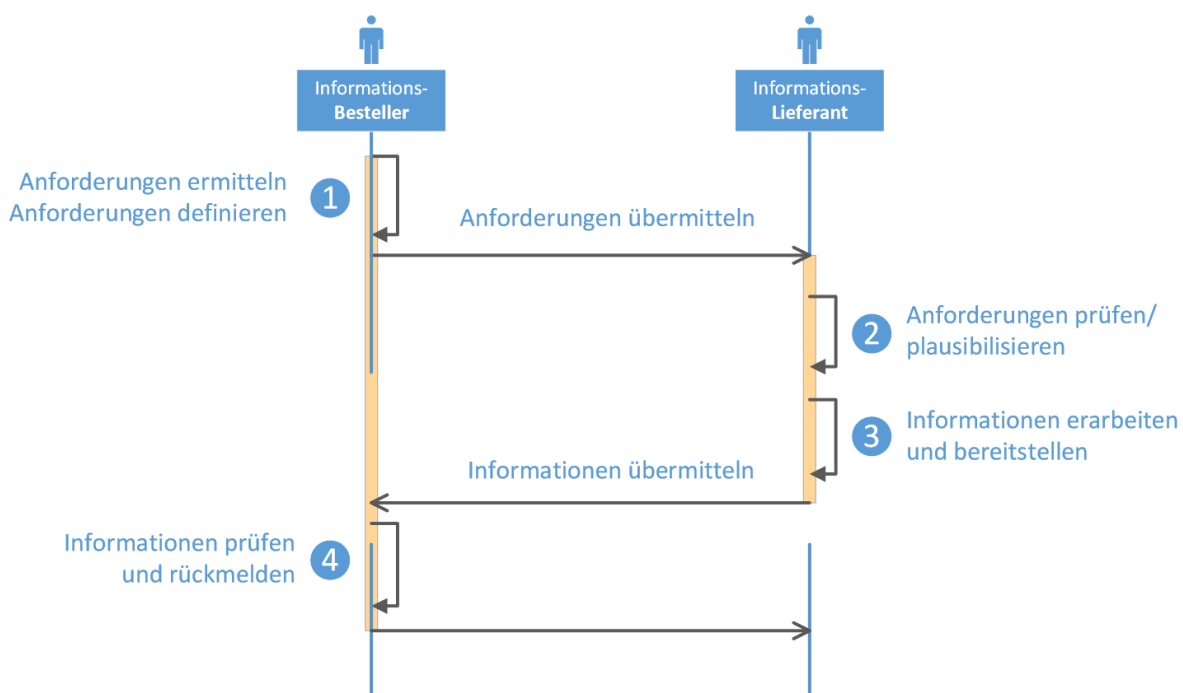 Informations-
Besteller
Informations-
Lieferant
Anforderungen ermitteln
Anforderungen definieren
1
Anforderungen übermitteln
2
Anforderungen prüfen/
plausibilisieren
3
Informationen erarbeiten
und bereitstellen
Informationen übermitteln
Informationen prüfen
und rückmelden
4